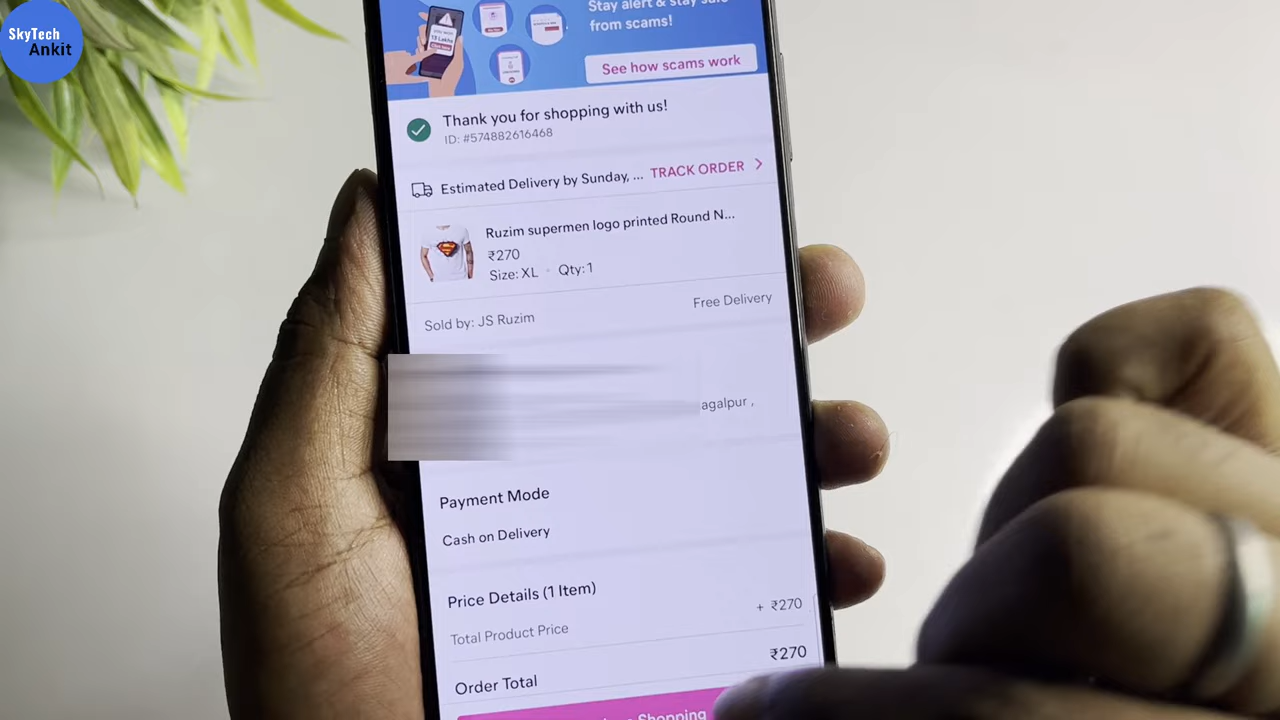 SkyTech
Ankit
Stay alert & stay safe
from scams!
See how scams work
Thank you for shopping with us!
ID: #574882616468
Estimated Delivery by Sunday, ...
TRACK ORDER
Ruzim supermen logo printed Round N...
₹270
Size: XL
Qty: 1
Sold by: JS Ruzim
Free Delivery
agalpur ,
Payment Mode
Cash on Delivery
Price Details (1 Item)
Total Product Price
+ ₹270
Order Total
₹270
Shopping